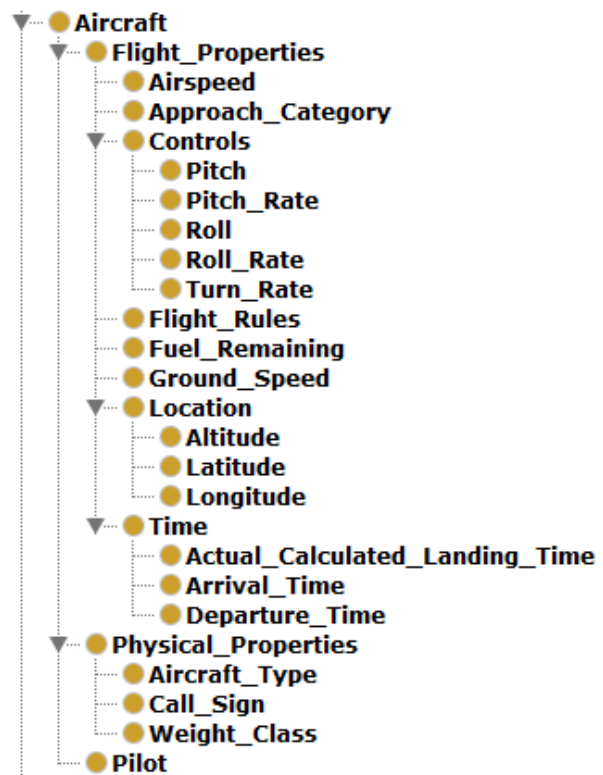 Aircraft
Flight_Properties
Airspeed
Approach_Category
Controls
Pitch
Pitch_Rate
Roll
Roll_Rate
Turn_Rate
Flight_Rules
Fuel_Remaining
Ground_Speed
Location
Altitude
Latitude
Longitude
Time
Actual_Calculated_Landing_Time
Arrival_Time
Departure_Time
Physical_Properties
Aircraft_Type
Call_Sign
Weight_Class
Pilot